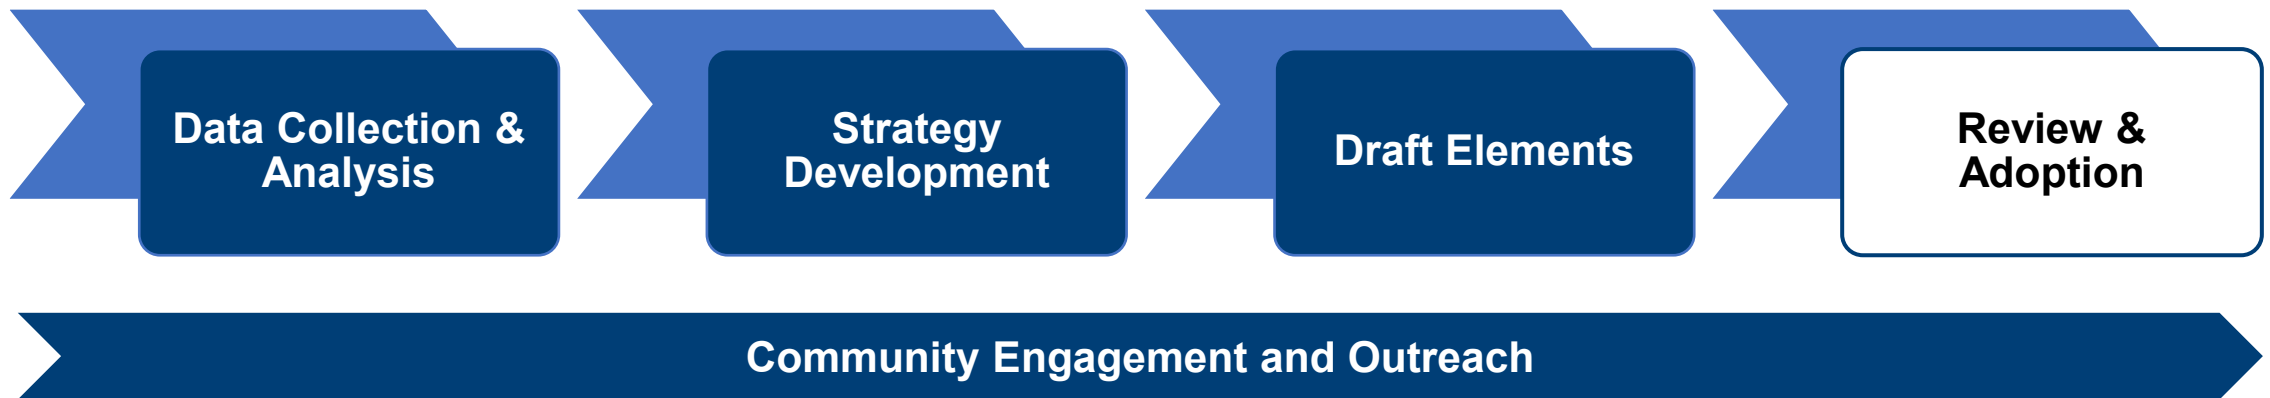 Data Collection &
Analysis
Strategy
Development
Draft Elements
Review &
Adoption
Community Engagement and Outreach